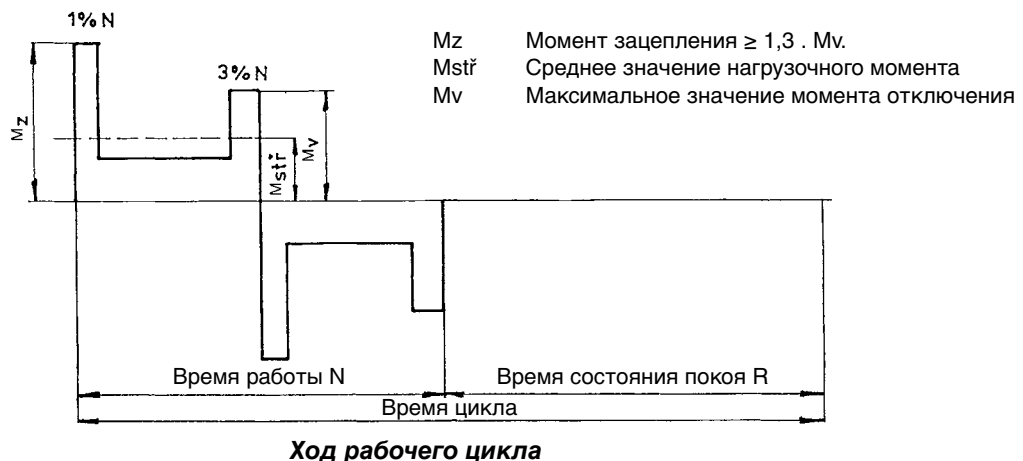 1% N
Mz Момент зацепления ≥ 1,3 . Mv.
Mstř Среднее значение нагрузочного момента
3% N
Mv Максимальное значение момента отключения
Mz
Mstř
Mv
Время работы N
Время состояния покоя R
Время цикла
Ход рабочего цикла